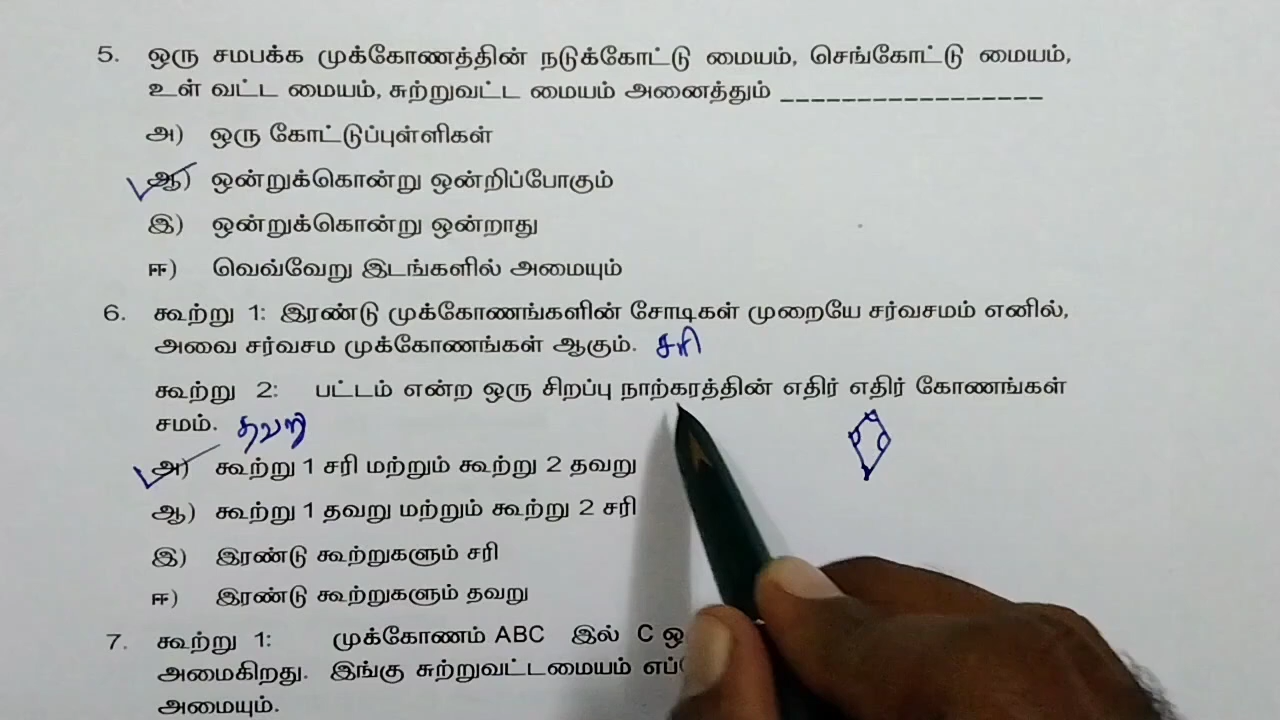 5. ஒரு சமபக்க முக்கோணத்தின் நடுக்கோட்டு மையம், செங்கோட்டு மையம்,
உள் வட்ட மையம், சுற்றுவட்ட மையம் அனைத்தும் _________________
அ) ஒரு கோட்டுப்புள்ளிகள்
ஆ) ஒன்றுக்கொன்று ஒன்றிப்போகும்
இ) ஒன்றுக்கொன்று ஒன்றாது
ஈ) வெவ்வேறு இடங்களில் அமையும்
6. கூற்று 1: இரண்டு முக்கோணங்களின் சோடிகள் முறையே சர்வசமம் எனில்,
அவை சர்வசம முக்கோணங்கள் ஆகும். சரி
கூற்று 2: பட்டம் என்ற ஒரு சிறப்பு நாற்கரத்தின் எதிர் எதிர் கோணங்கள்
சமம். தவறு
அ) கூற்று 1 சரி மற்றும் கூற்று 2 தவறு
ஆ) கூற்று 1 தவறு மற்றும் கூற்று 2 சரி
இ) இரண்டு கூற்றுகளும் சரி
ஈ) இரண்டு கூற்றுகளும் தவறு
7. கூற்று 1: முக்கோணம் ABC இல் C
அமைகிறது. இங்கு சுற்றுவட்டமையம்
அமையும்.